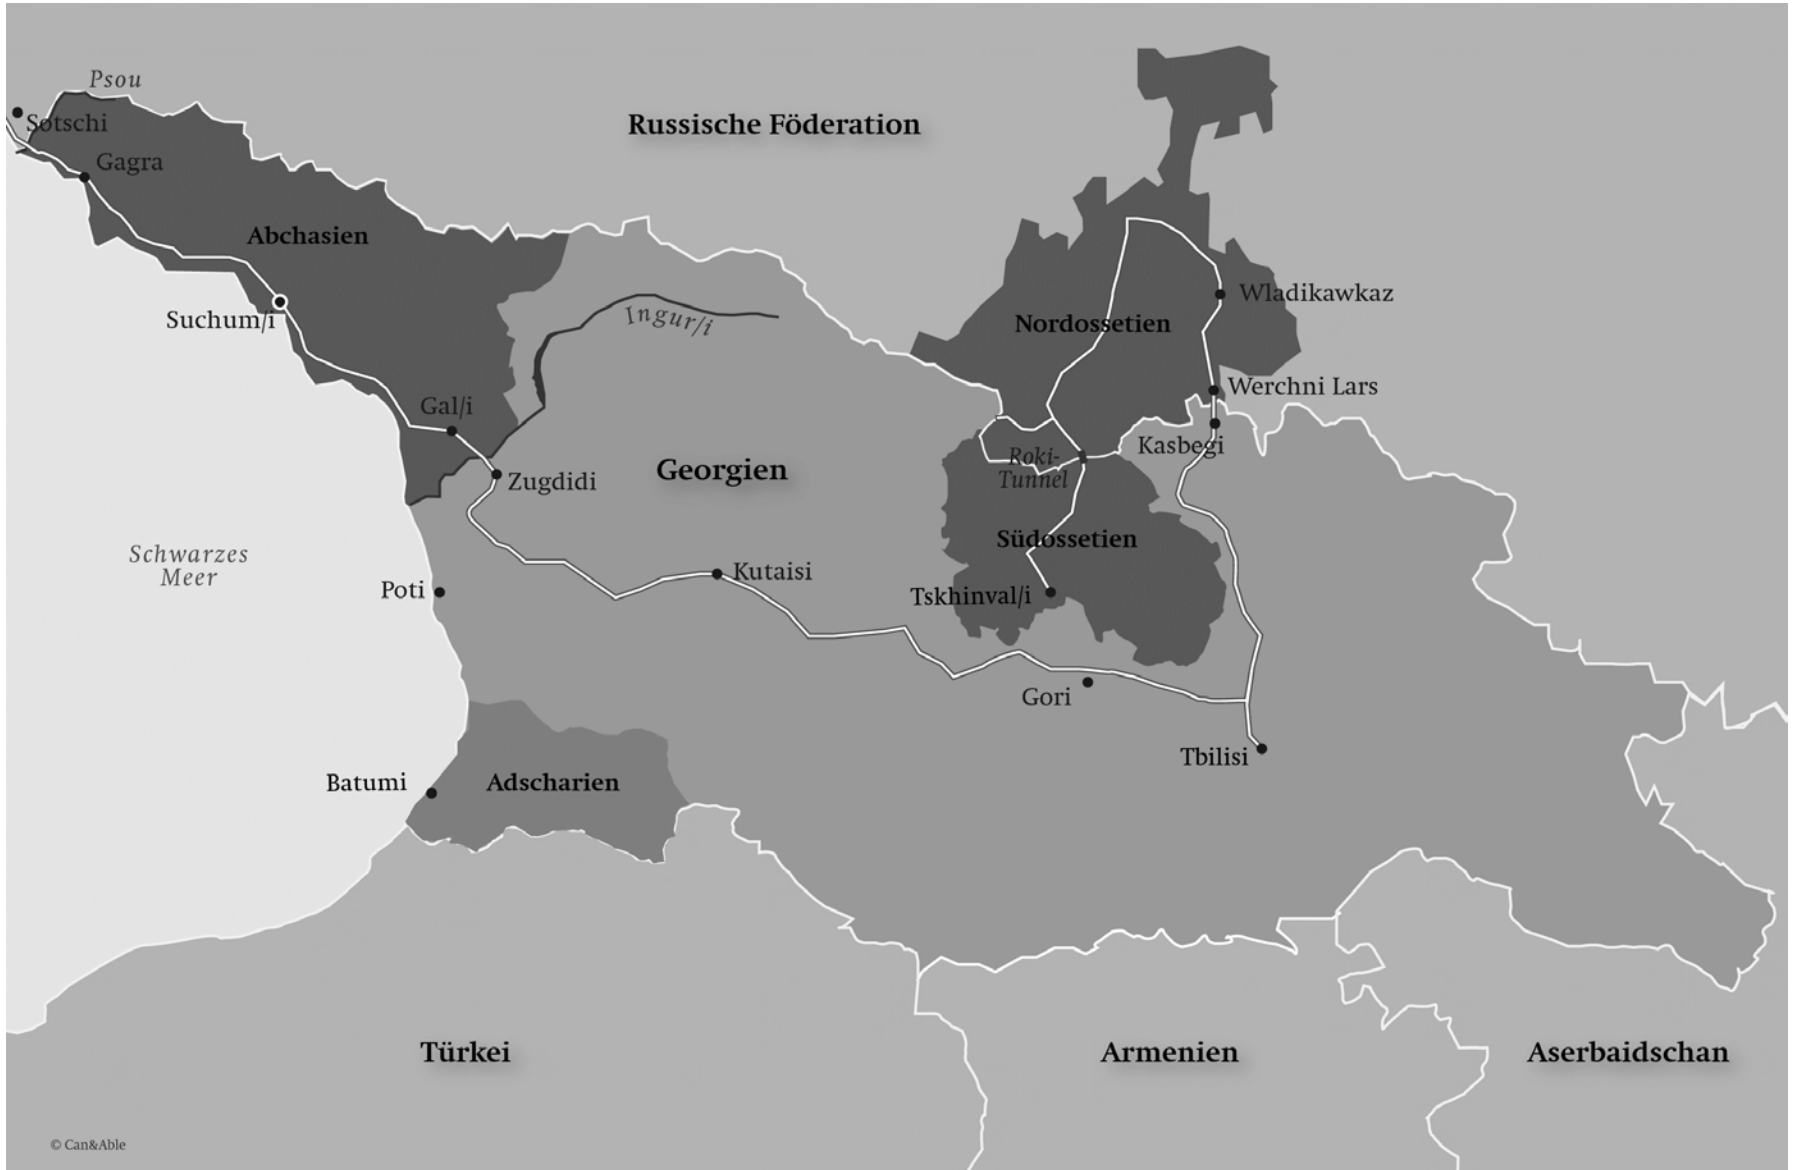 Psou
Sotschi
Russische Föderation
Gagra
Abchasien
Suchum/i
Ingur/i
Wladikawkaz
Nordossetien
Werchni Lars
Gal/i
Kasbegi
Roki-
Tunnel
Zugdidi
Georgien
Südossetien
Schwarzes
Meer
Kutaisi
Poti
Tskhinval/i
Gori
Tbilisi
Batumi
Adscharien
Türkei
Armenien
Aserbaidschan
© Can&Able